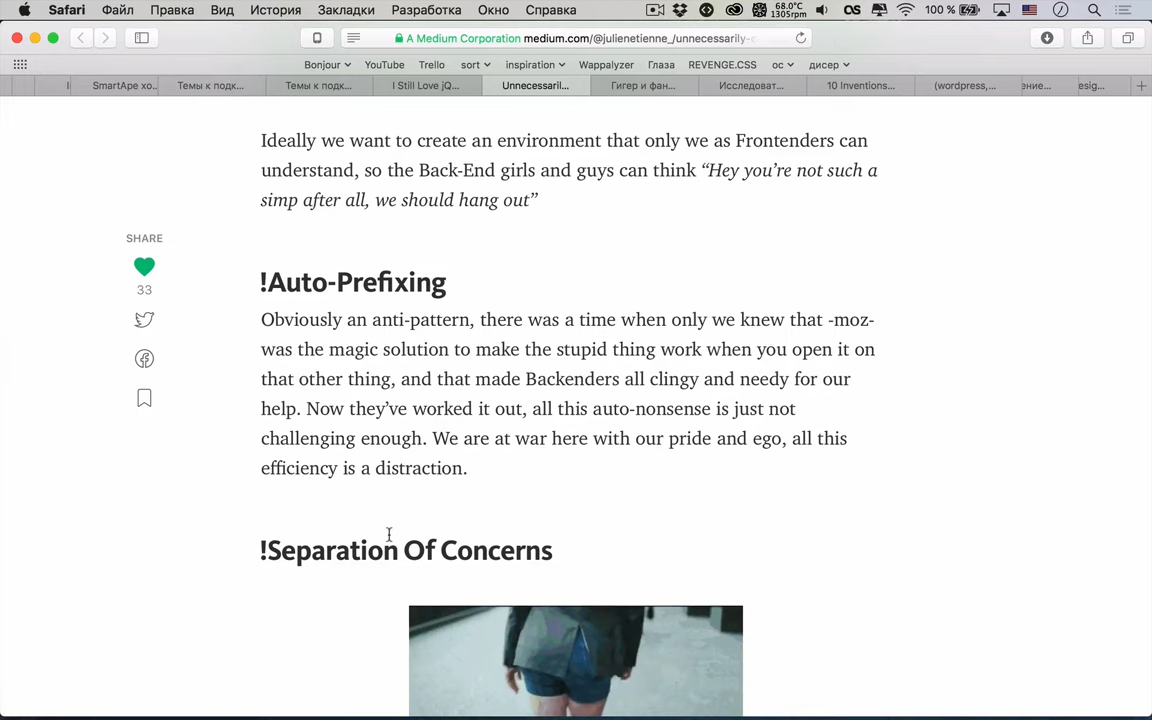 Safari Файл Правка Вид История Закладки Разработка Окно Справка 68.0°C 1305rpm 100 %
A Medium Corporation medium.com/@julienetienne_/unnecessarily-
Bonjour YouTube Trello sort inspiration Wappalyzer Глаза REVENGE.CSS ос дисер
SmartApe хо... Темы к подк... Темы к подк... I Still Love jQ... Unnecessaril... Гигер и фан... Исследоват... 10 Inventions... (wordpress,... ение... esig...
Ideally we want to create an environment that only we as Frontenders can
understand, so the Back-End girls and guys can think “Hey you’re not such a
simp after all, we should hang out”
SHARE
33
!Auto-Prefixing
Obviously an anti-pattern, there was a time when only we knew that -moz-
was the magic solution to make the stupid thing work when you open it on
that other thing, and that made Backenders all clingy and needy for our
help. Now they’ve worked it out, all this auto-nonsense is just not
challenging enough. We are at war here with our pride and ego, all this
efficiency is a distraction.
!Separation Of Concerns